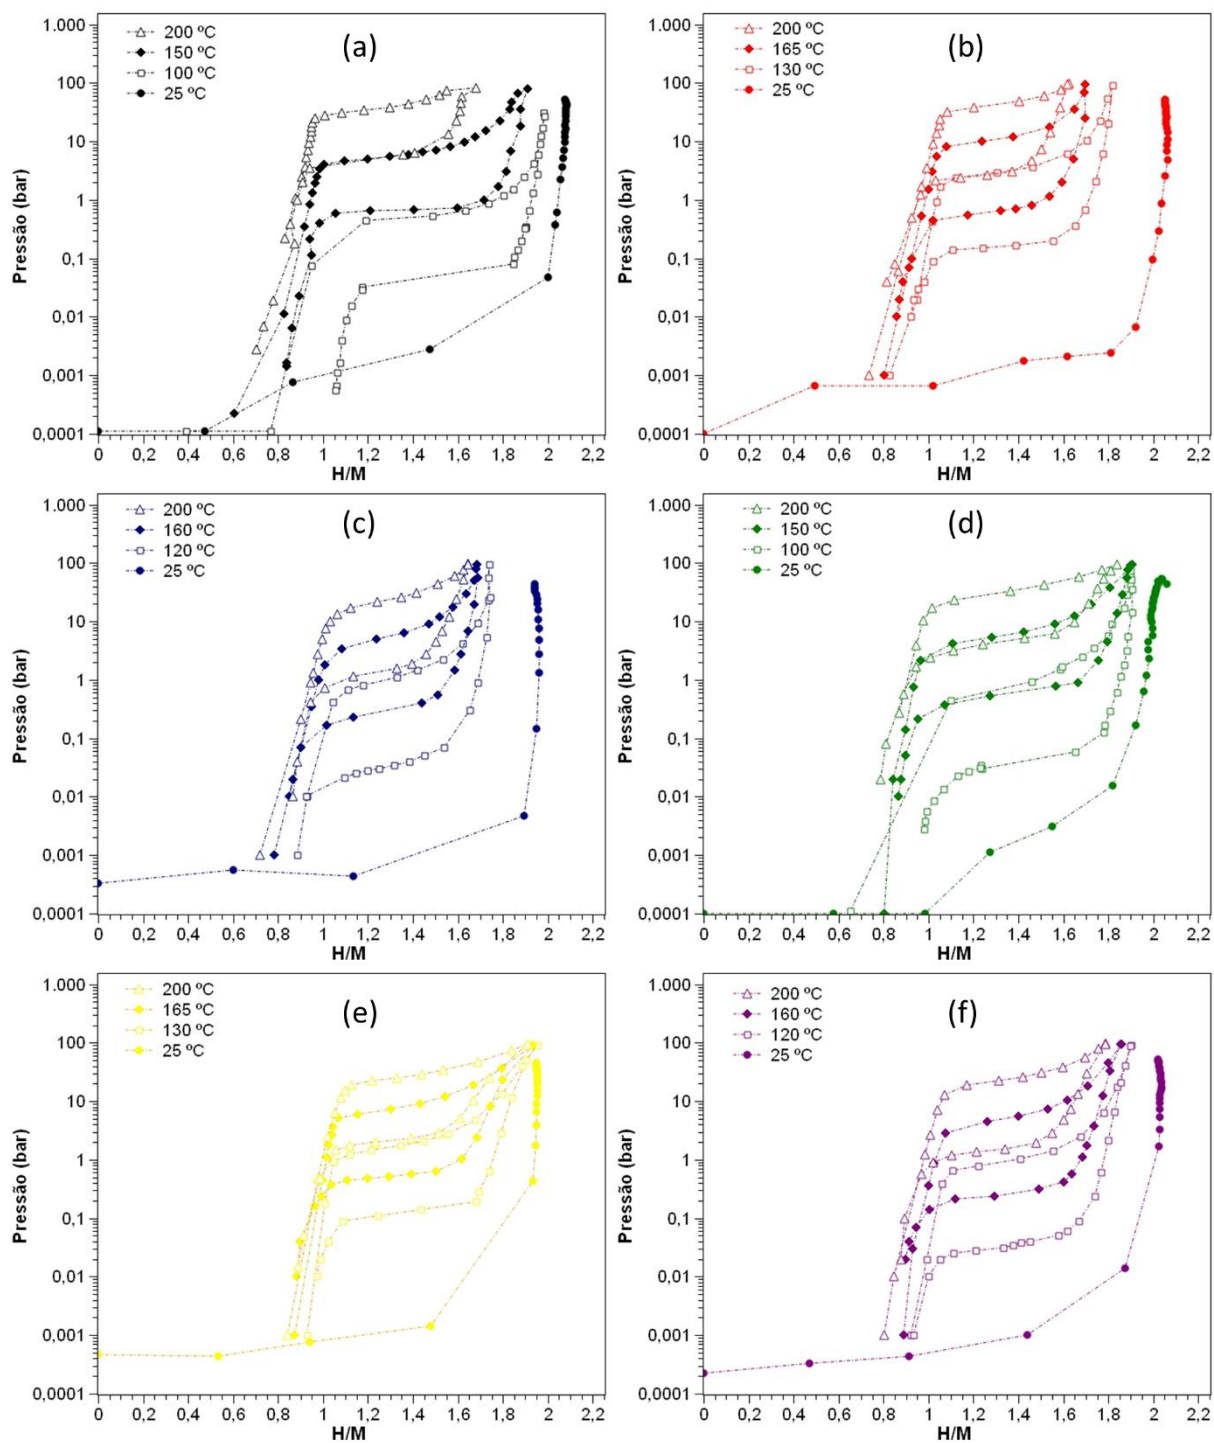 (a)
200 ºC
150 ºC
100 ºC
25 ºC
1.000
100
10
1
0,1
0,01
0,001
0,0001
Pressão (bar)
0 0,2 0,4 0,6 0,8 1 1,2 1,4 1,6 1,8 2 2,2
H/M
(b)
200 ºC
165 ºC
130 ºC
25 ºC
1.000
100
10
1
0,1
0,01
0,001
0,0001
Pressão (bar)
0 0,2 0,4 0,6 0,8 1 1,2 1,4 1,6 1,8 2 2,2
H/M
(c)
200 ºC
160 ºC
120 ºC
25 ºC
1.000
100
10
1
0,1
0,01
0,001
0,0001
Pressão (bar)
0 0,2 0,4 0,6 0,8 1 1,2 1,4 1,6 1,8 2 2,2
H/M
(d)
200 ºC
150 ºC
100 ºC
25 ºC
1.000
100
10
1
0,1
0,01
0,001
0,0001
Pressão (bar)
0 0,2 0,4 0,6 0,8 1 1,2 1,4 1,6 1,8 2 2,2
H/M
(e)
200 ºC
165 ºC
130 ºC
25 ºC
1.000
100
10
1
0,1
0,01
0,001
0,0001
Pressão (bar)
0 0,2 0,4 0,6 0,8 1 1,2 1,4 1,6 1,8 2 2,2
H/M
(f)
200 ºC
160 ºC
120 ºC
25 ºC
1.000
100
10
1
0,1
0,01
0,001
0,0001
Pressão (bar)
0 0,2 0,4 0,6 0,8 1 1,2 1,4 1,6 1,8 2 2,2
H/M